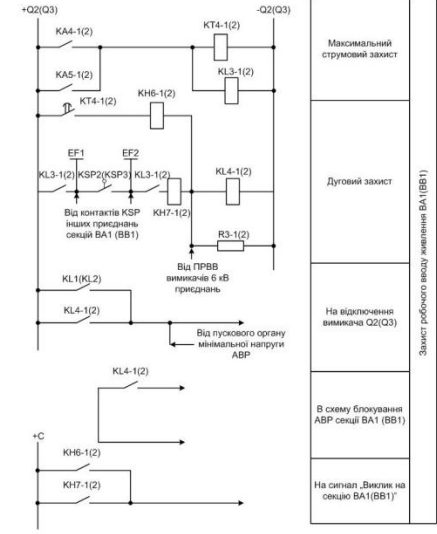 +Q2(Q3)
-Q2(Q3)
KA4-1(2)
KT4-1(2)
KA5-1(2)
KL3-1(2)
KT4-1(2)
KH6-1(2)
EF1
EF2
KL3-1(2)
KSP2(KSP3)
KL3-1(2)
KL4-1(2)
Від контактів KSP
інших приєднань
секцій ВА1 (ВВ1)
KH7-1(2)
R3-1(2)
Від ПРВВ
вимикачів 6 кВ
приєднань
KL1(KL2)
KL4-1(2)
Від пускового органу
мінімальної напруги
АВР
KL4-1(2)
+C
KH6-1(2)
KH7-1(2)
Максимальний
струмовий захист
Дуговий захист
На відключення
вимикача Q2(Q3)
В схему блокування
АВР секції ВА1 (ВВ1)
На сигнал „Виклик на
секцію ВА1(ВВ1)"
Захист робочого вводу живлення ВА1(ВВ1)